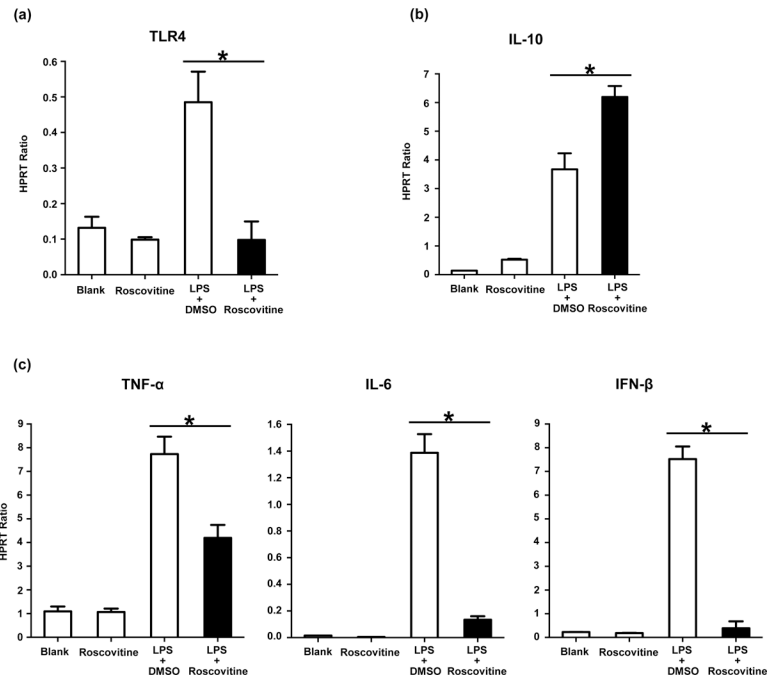 (a)
TLR4
*
HPRT Ratio
0.6
0.5
0.4
0.3
0.2
0.1
0.0
Blank
Roscovitine
LPS
+
DMSO
LPS
+
Roscovitine
(b)
IL-10
*
HPRT Ratio
7
6
5
4
3
2
1
0
Blank
Roscovitine
LPS
+
DMSO
LPS
+
Roscovitine
(c)
TNF-α
*
HPRT Ratio
9
8
7
6
5
4
3
2
1
0
Blank
Roscovitine
LPS
+
DMSO
LPS
+
Roscovitine
IL-6
*
1.6
1.4
1.2
1.0
0.8
0.6
0.4
0.2
0.0
Blank
Roscovitine
LPS
+
DMSO
LPS
+
Roscovitine
IFN-β
*
9
8
7
6
5
4
3
2
1
0
Blank
Roscovitine
LPS
+
DMSO
LPS
+
Roscovitine